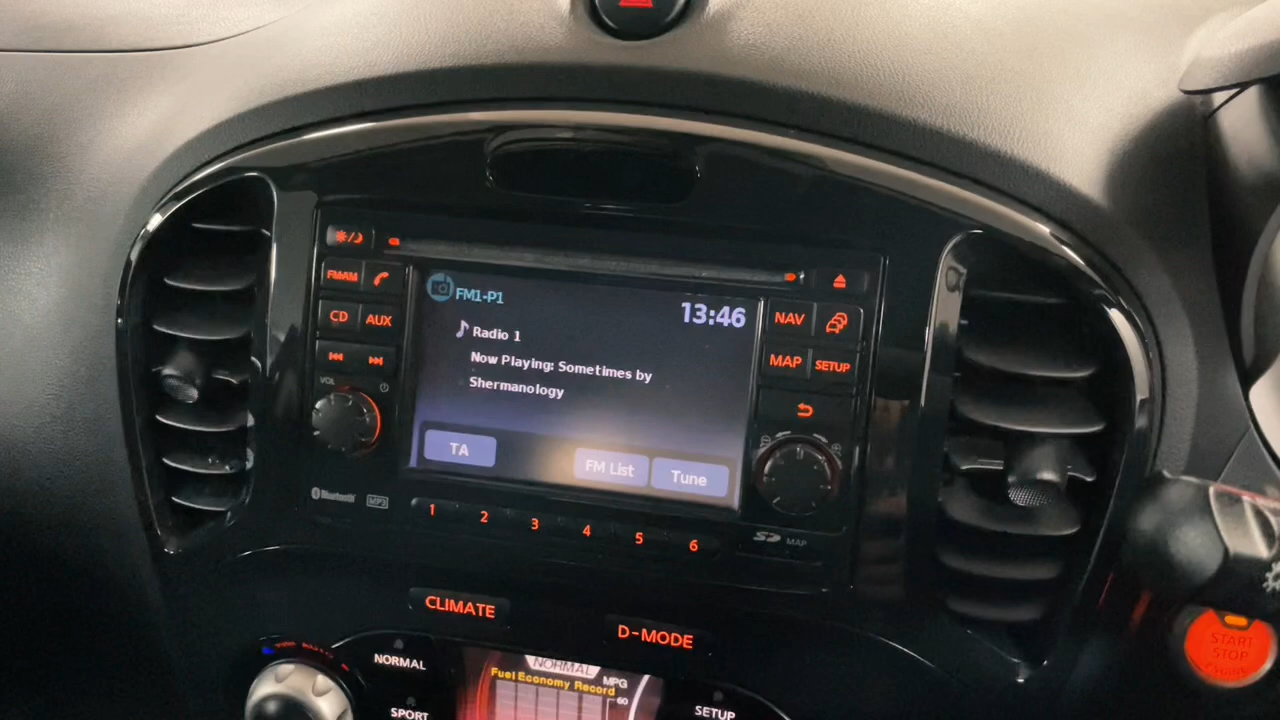 FM·AM
CD
AUX
VOL
FM1-P1
13:46
Radio 1
Now Playing: Sometimes by
Shermanology
TA
FM List
Tune
NAV
MAP
SETUP
Bluetooth
MP3
1 2 3 4 5 6
SD MAP
CLIMATE
D-MODE
START
STOP
NORMAL
SPORT
NORMAL
Fuel Economy Record
MPG
60
SETUP